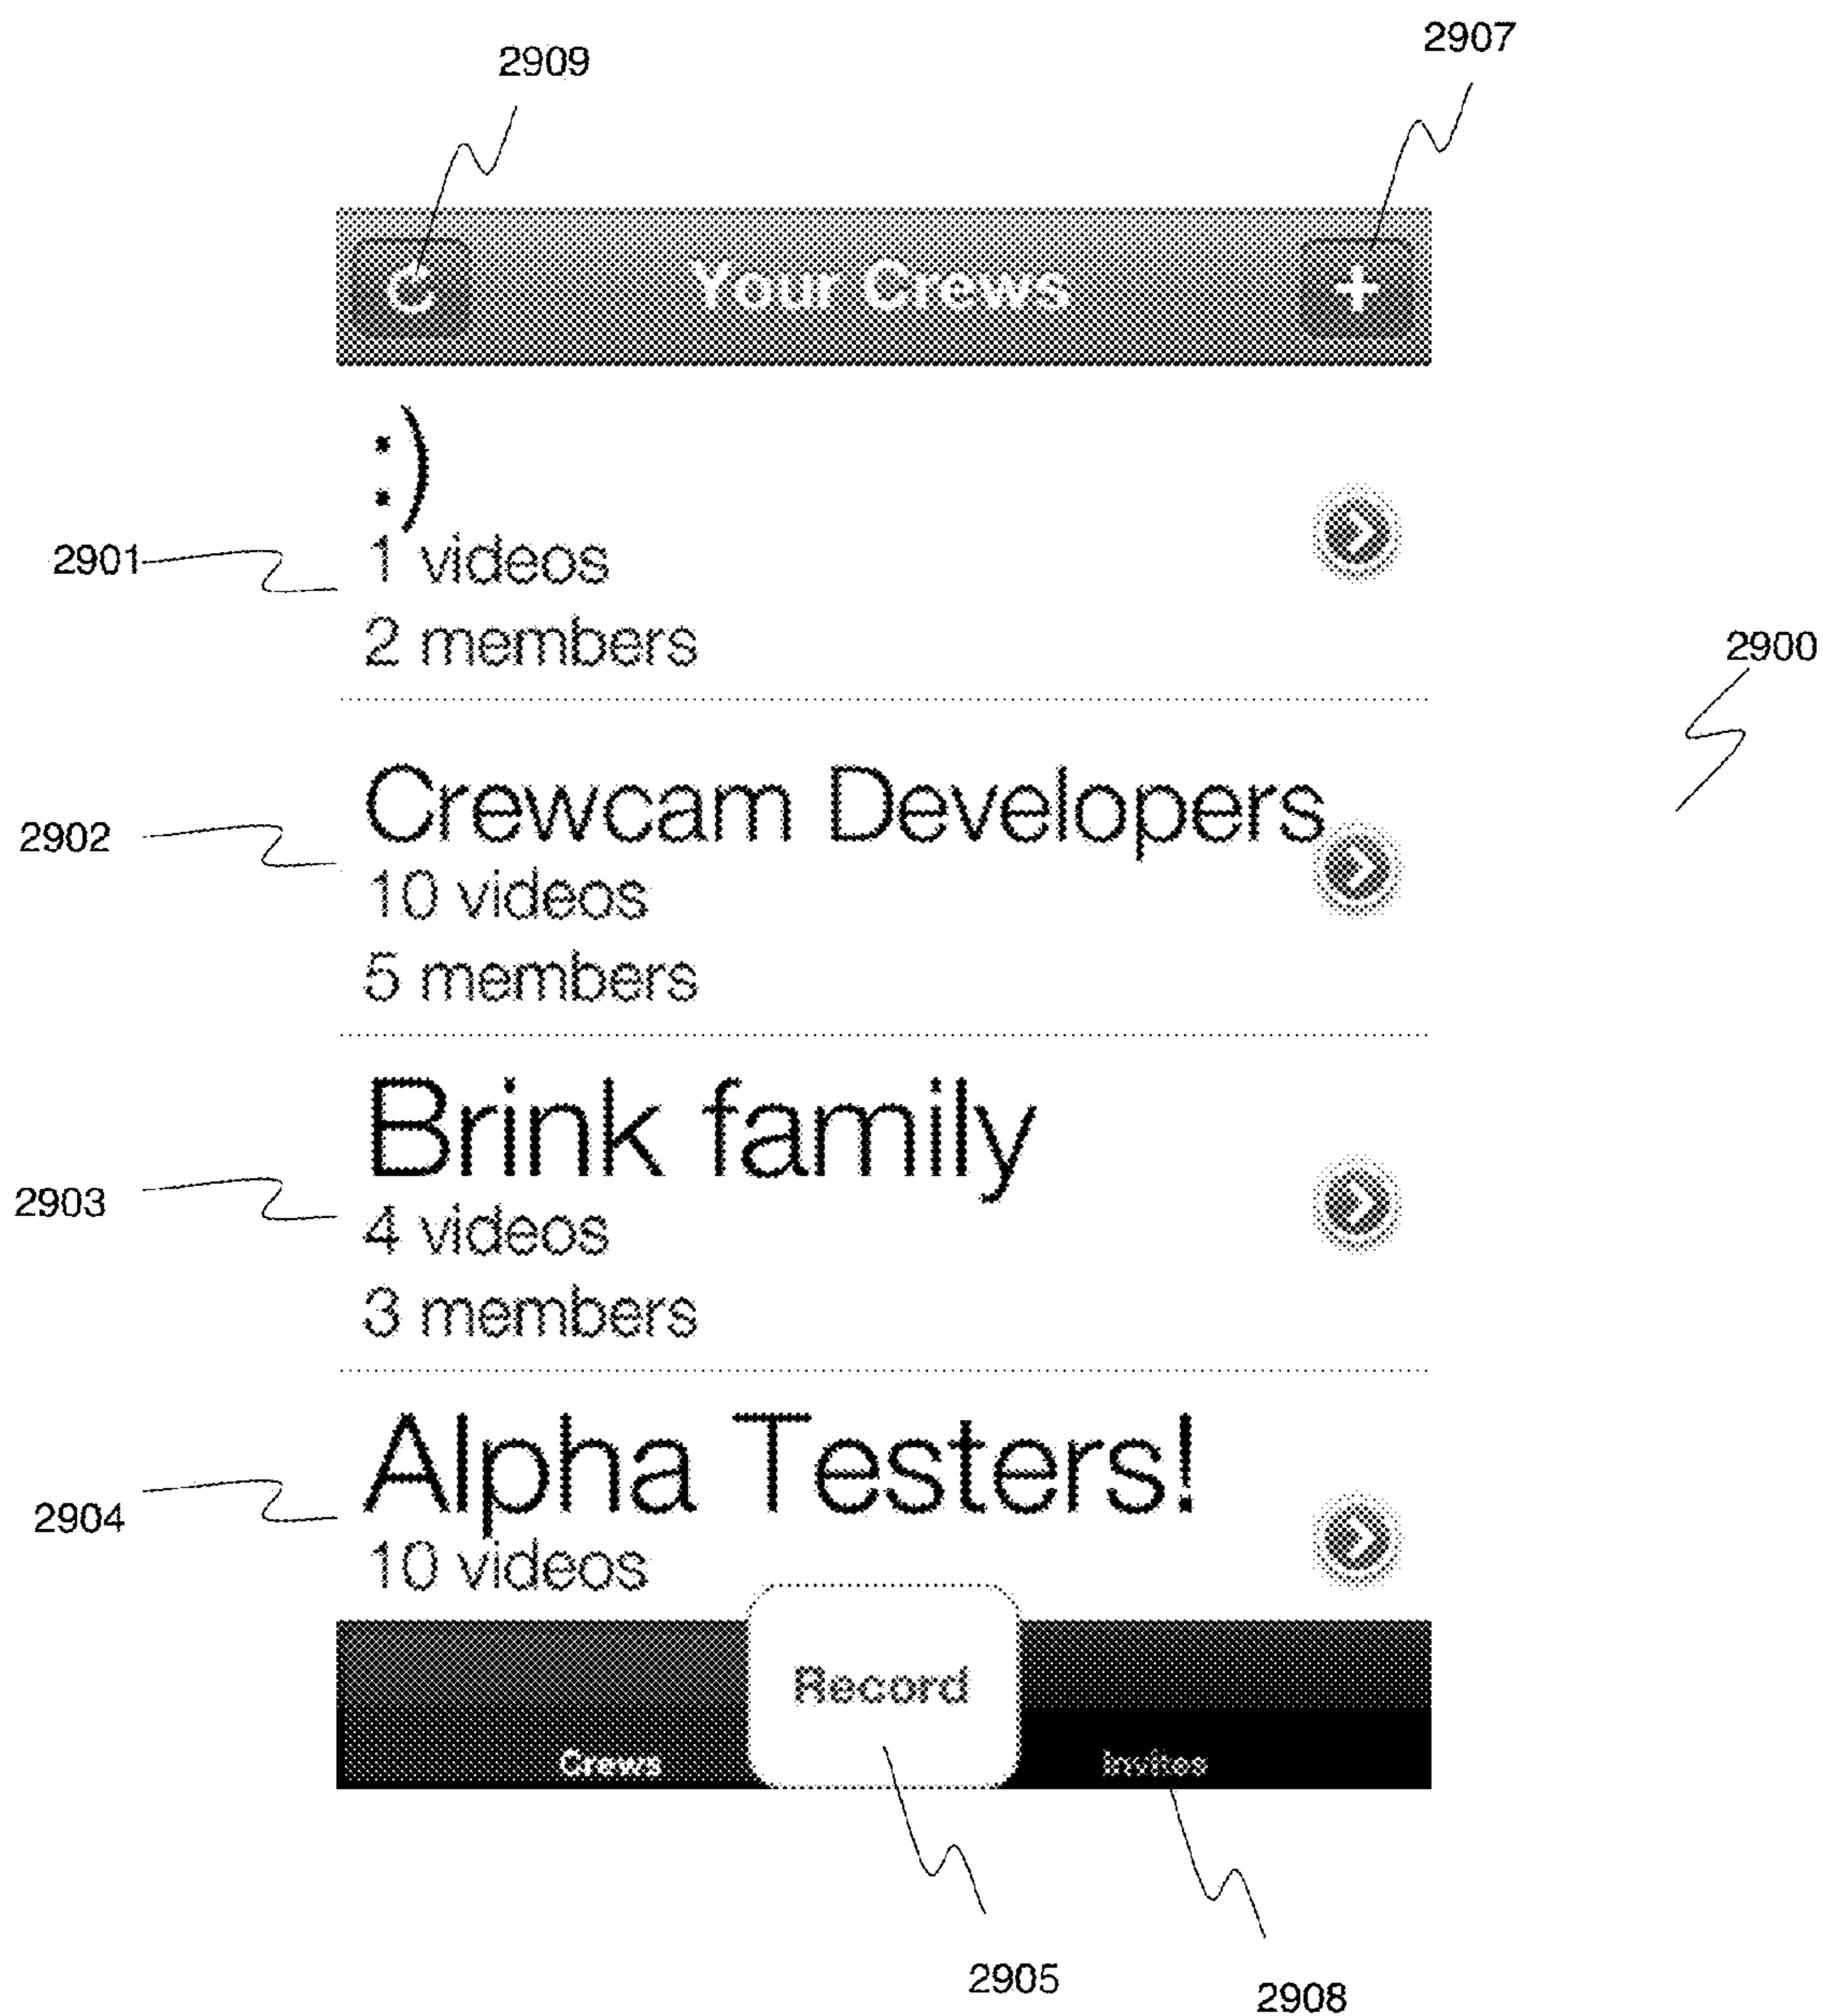 2907
2909
Your Crews
:)
2901
1 videos
2 members
2900
Crewcam Developers
2902
10 videos
5 members
Brink family
2903
4 videos
3 members
Alpha Testers!
2904
10 videos
Record
Crews
Invites
2905
2908